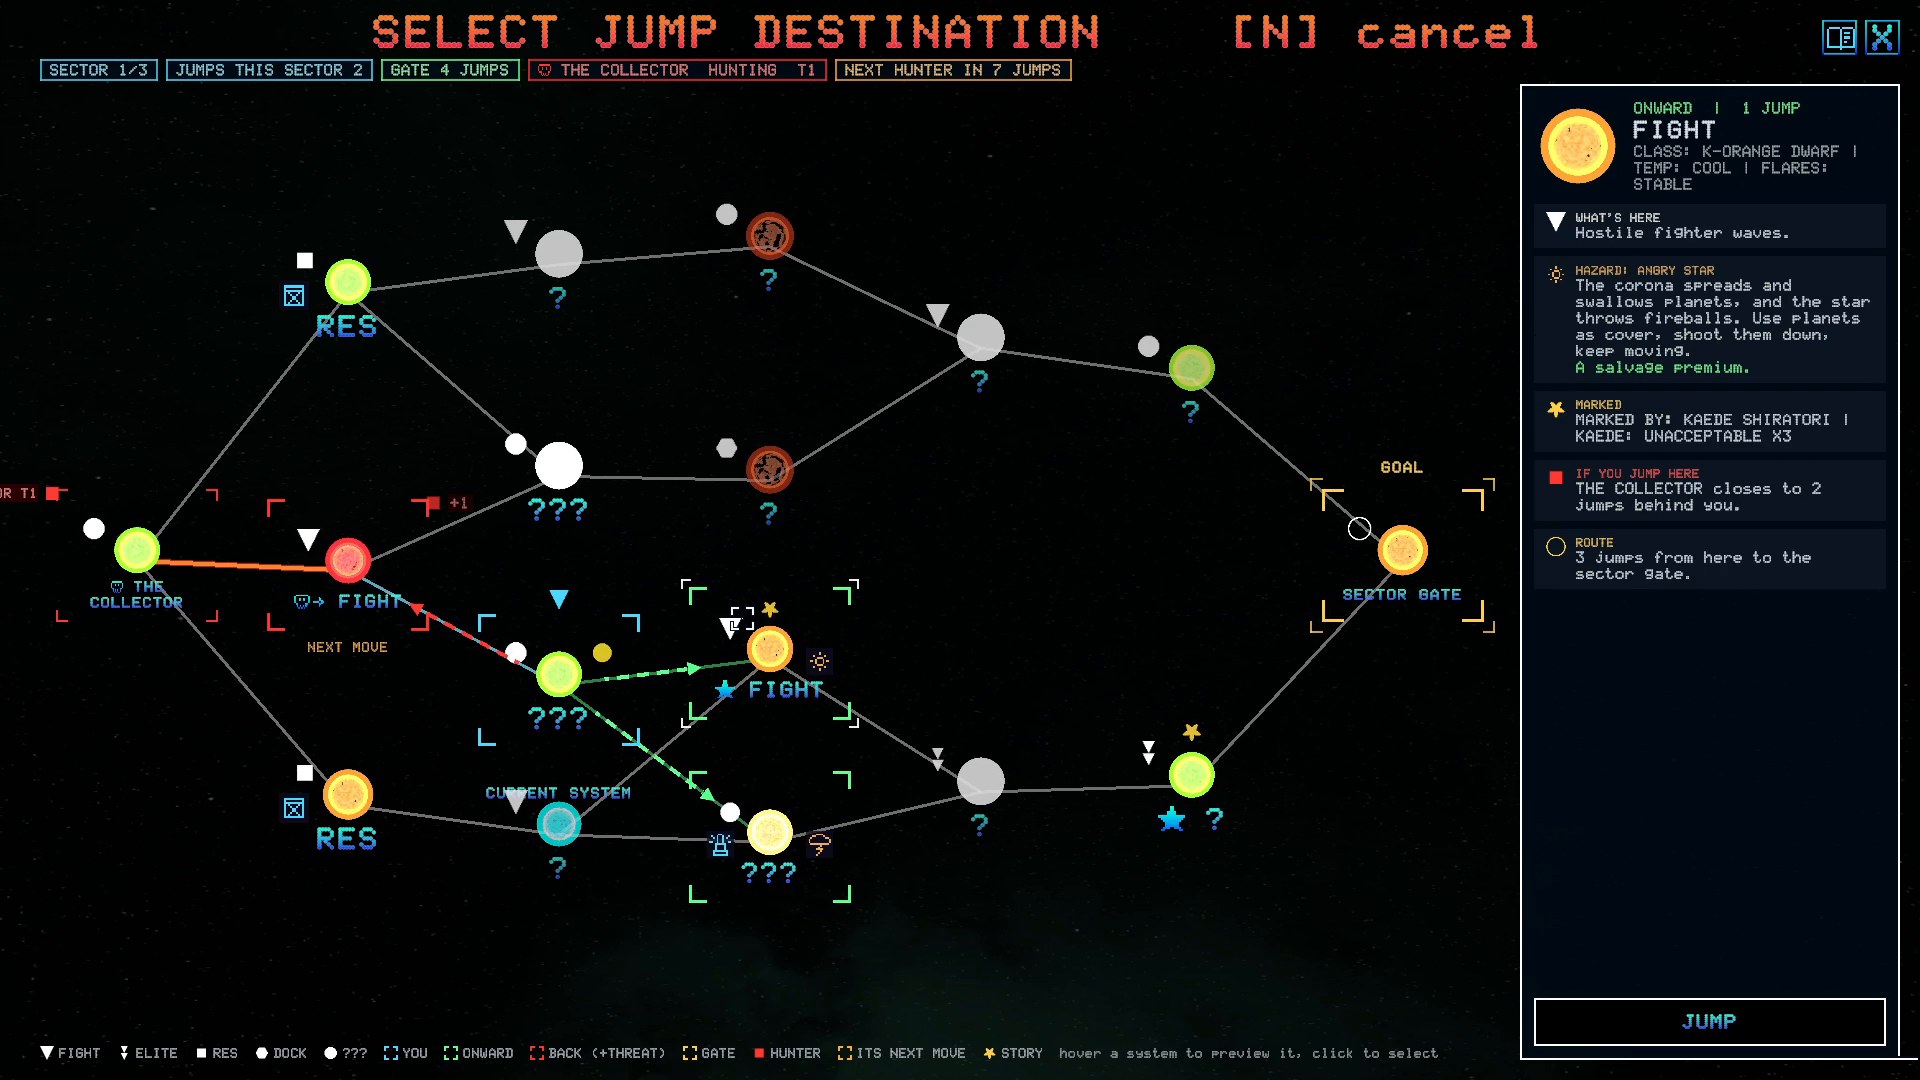 SELECT JUMP DESTINATION [N] cancel
SECTOR 1/3 JUMPS THIS SECTOR 2 GATE 4 JUMPS THE COLLECTOR HUNTING T1 NEXT HUNTER IN 7 JUMPS
ONWARD | 1 JUMP
FIGHT
CLASS: K-ORANGE DWARF |
TEMP: COOL | FLARES:
STABLE
WHAT'S HERE
Hostile fighter waves.
HAZARD: ANGRY STAR
The corona spreads and
swallows planets, and the star
throws fireballs. Use planets
as cover, shoot them down,
keep moving.
A salvage premium.
MARKED
MARKED BY: KAEDE SHIRATORI |
KAEDE: UNACCEPTABLE X3
IF YOU JUMP HERE
THE COLLECTOR closes to 2
jumps behind you.
ROUTE
3 jumps from here to the
sector gate.
JUMP
?
?
RES
?
?
GOAL
OR T1
+1
???
?
THE
COLLECTOR
FIGHT
NEXT MOVE
SECTOR GATE
FIGHT
???
CURRENT SYSTEM
RES
?
???
?
?
FIGHT ELITE RES DOCK ??? YOU ONWARD BACK (+THREAT) GATE HUNTER ITS NEXT MOVE STORY hover a system to preview it, click to select